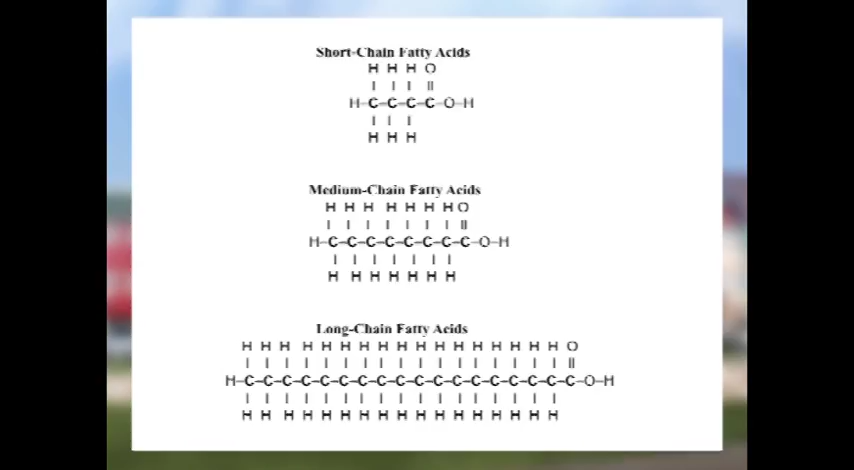 Short-Chain Fatty Acids
H H H O
H-C-C-C-C-O-H
H H H
Medium-Chain Fatty Acids
H H H H H H H O
H-C-C-C-C-C-C-C-C-O-H
H H H H H H H
Long-Chain Fatty Acids
H H H H H H H H H H H H H H H H H O
H-C-C-C-C-C-C-C-C-C-C-C-C-C-C-C-C-C-C-O-H
H H H H H H H H H H H H H H H H H